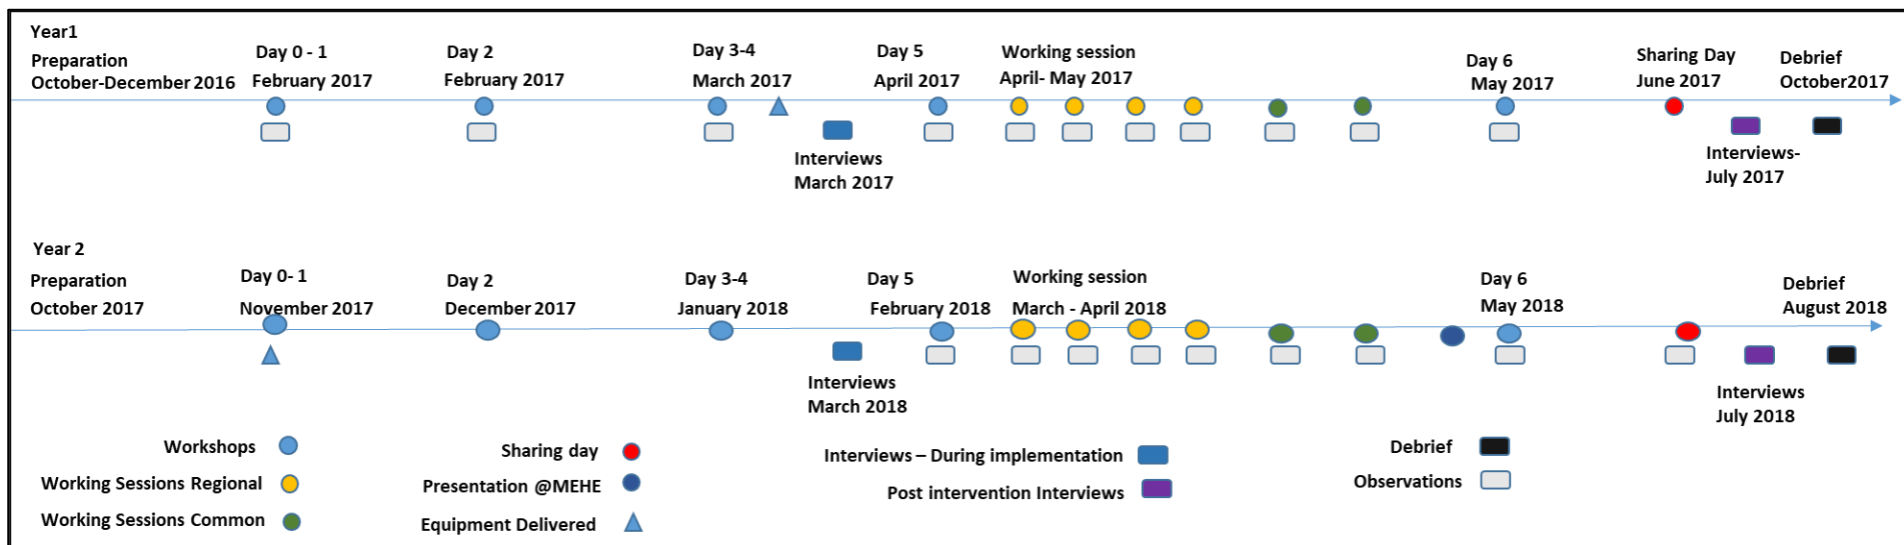 Year1
Preparation
October-December 2016
Day 0 - 1
February 2017
Day 2
February 2017
Day 3-4
March 2017
Day 5
April 2017
Working session
April- May 2017
Day 6
May 2017
Sharing Day
June 2017
Debrief
October2017
Interviews
March 2017
Interviews-
July 2017
Year 2
Preparation
October 2017
Day 0- 1
November 2017
Day 2
December 2017
Day 3-4
January 2018
Day 5
February 2018
Working session
March - April 2018
Day 6
May 2018
Debrief
August 2018
Interviews
March 2018
Interviews
July 2018
Workshops
Working Sessions Regional
Working Sessions Common
Sharing day
Presentation @MEHE
Equipment Delivered
Interviews – During implementation
Post intervention Interviews
Debrief
Observations